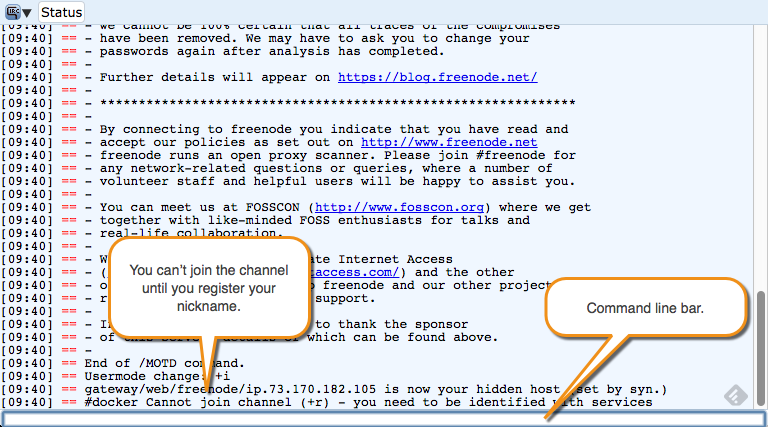 Status
[09:40] == - we cannot be 100% certain that all traces of the compromises
[09:40] == - have been removed. We may have to ask you to change your
[09:40] == - passwords again after analysis has completed.
[09:40] == -
[09:40] == - Further details will appear on https://blog.freenode.net/
[09:40] == -
[09:40] == - **************************************************************
[09:40] == -
[09:40] == - By connecting to freenode you indicate that you have read and
[09:40] == - accept our policies as set out on http://www.freenode.net
[09:40] == - freenode runs an open proxy scanner. Please join #freenode for
[09:40] == - any network-related questions or queries, where a number of
[09:40] == - volunteer staff and helpful users will be happy to assist you.
[09:40] == -
[09:40] == - You can meet us at FOSSCON (http://www.fosscon.org) where we get
[09:40] == - together with like-minded FOSS enthusiasts for talks and
[09:40] == - real-life collaboration.
[09:40] == -
[09:40] == - W ate Internet Access
[09:40] == - ( taccess.com/) and the other
[09:40] == - o freenode and our other project
[09:40] == - r support.
[09:40] == -
[09:40] == - I to thank the sponsor
[09:40] == - of this server details of which can be found above.
[09:40] == -
[09:40] == End of /MOTD command.
[09:40] == Usermode change: +i
[09:40] == gateway/web/freenode/ip.73.170.182.105 is now your hidden host (set by syn.)
[09:40] == #docker Cannot join channel (+r) - you need to be identified with services
You can't join the channel
until you register your
nickname.
Command line bar.